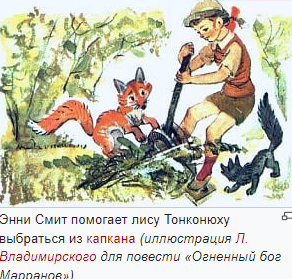 Энни Смит помогает лису Тонконюху
выбраться из капкана (иллюстрация Л.
Владимирского для повести «Огненный бог
Марранов»)